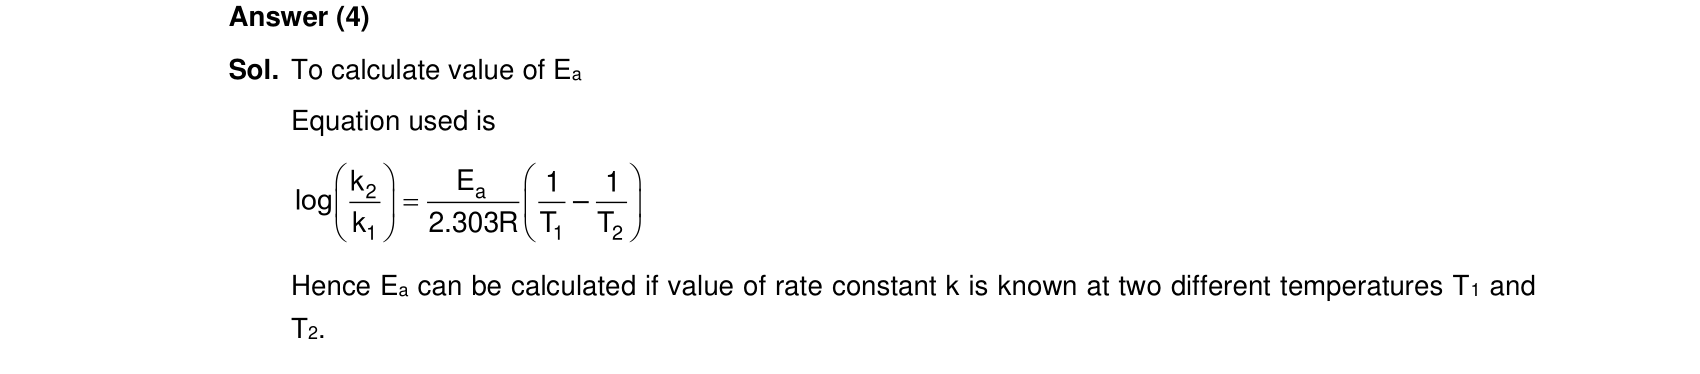 Answer (4)
Sol. To calculate value of Eₐ
Equation used is
log(k₂/k₁) = Eₐ/2.303R (1/T₁ − 1/T₂)
Hence Eₐ can be calculated if value of rate constant k is known at two different temperatures T₁ and
T₂.